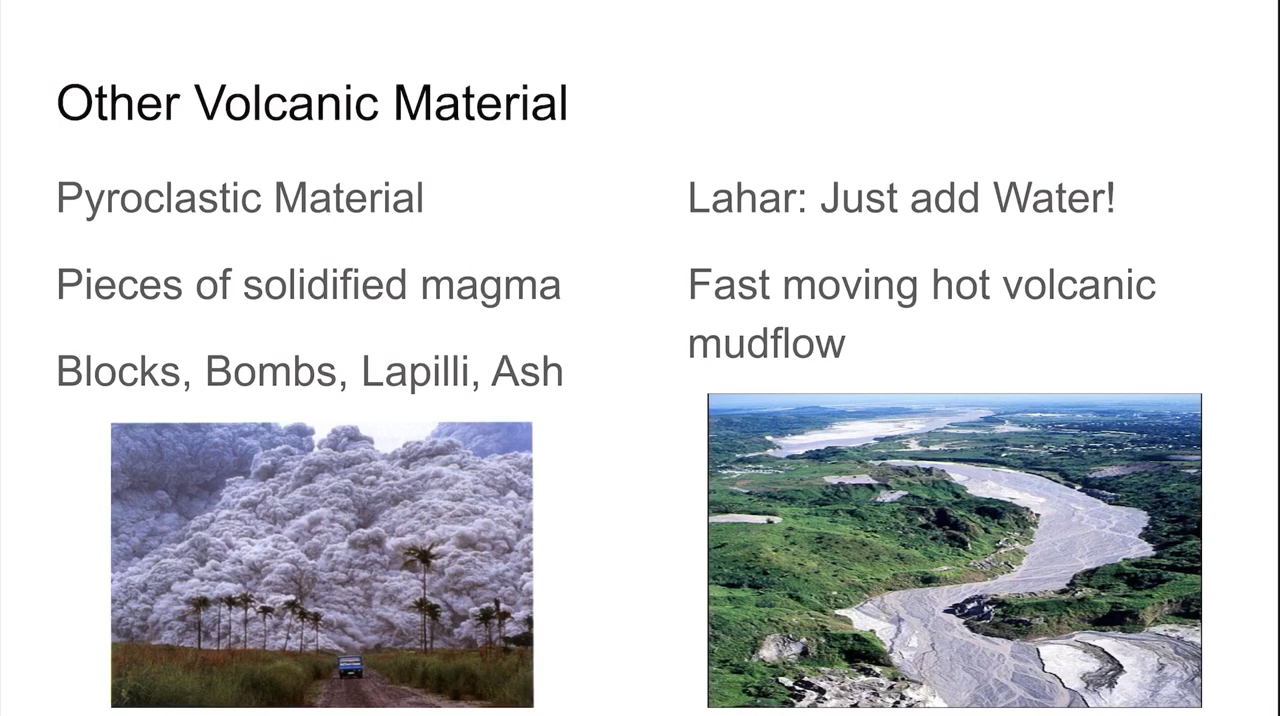 Other Volcanic Material
Pyroclastic Material
Pieces of solidified magma
Blocks, Bombs, Lapilli, Ash
Lahar: Just add Water!
Fast moving hot volcanic
mudflow